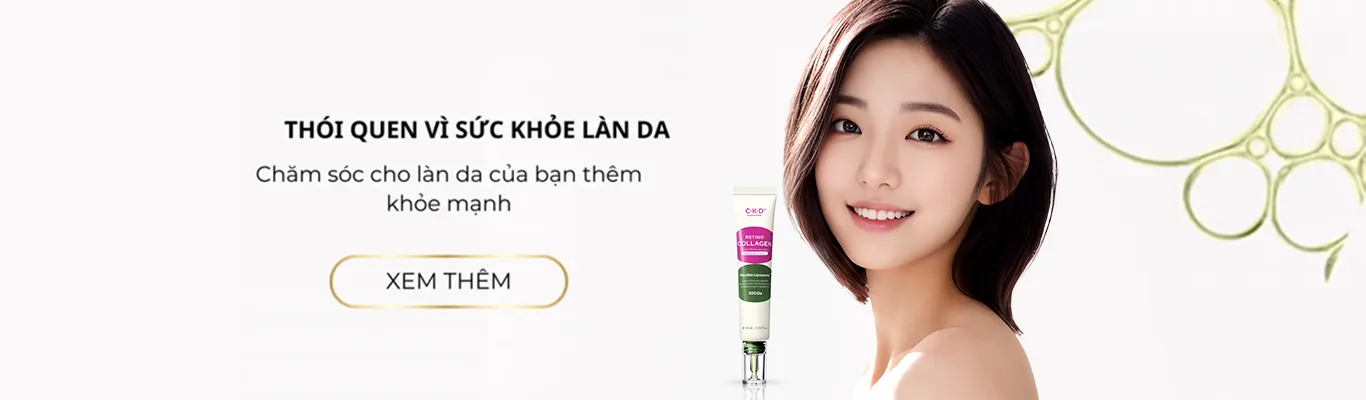 THÓI QUEN VÌ SỨC KHỎE LÀN DA
Chăm sóc cho làn da của bạn thêm
khỏe mạnh
XEM THÊM
C·K·D®
RETINO
COLLAGEN